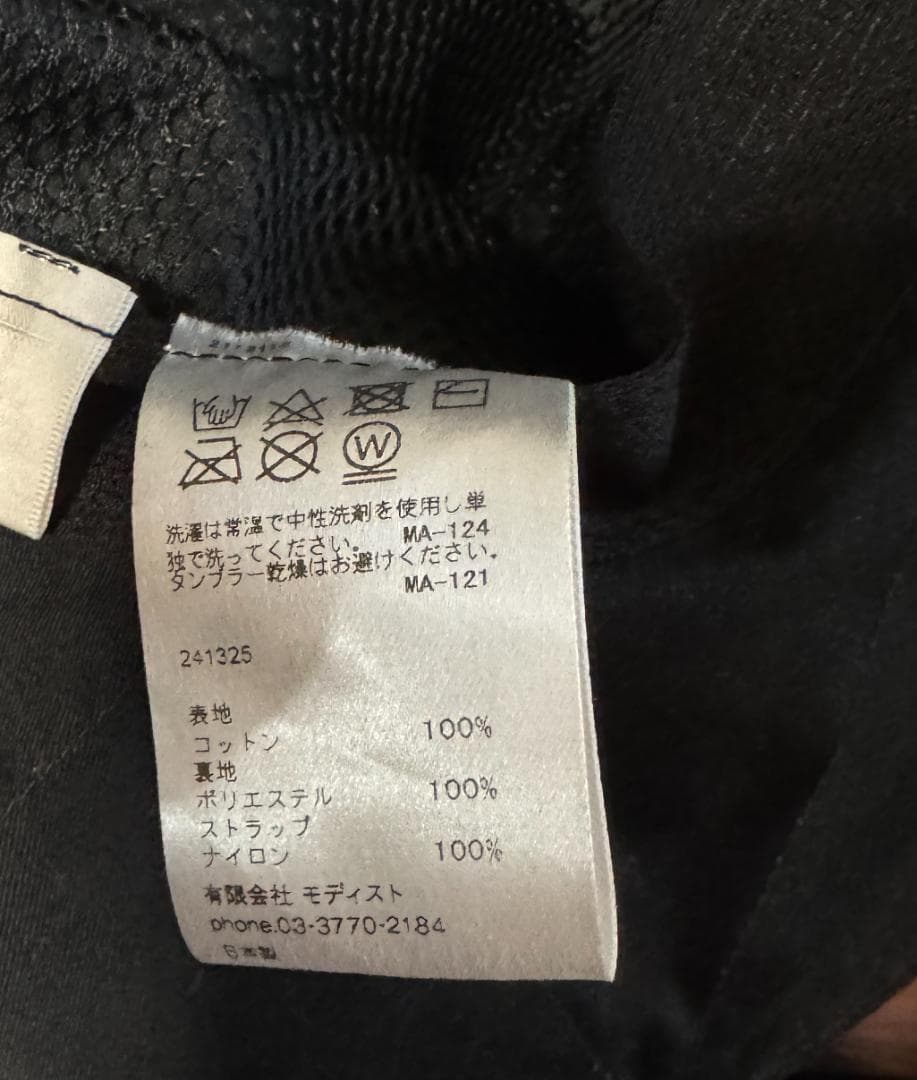 W
洗濯は常温で中性洗剤を使用し単
独で洗ってください。 MA-124
タンブラー乾燥はお避けください。
MA-121
241325
表地
コットン 100%
裏地
ポリエステル 100%
ストラップ
ナイロン 100%
有限会社 モディスト
phone.03-3770-2184
日本製